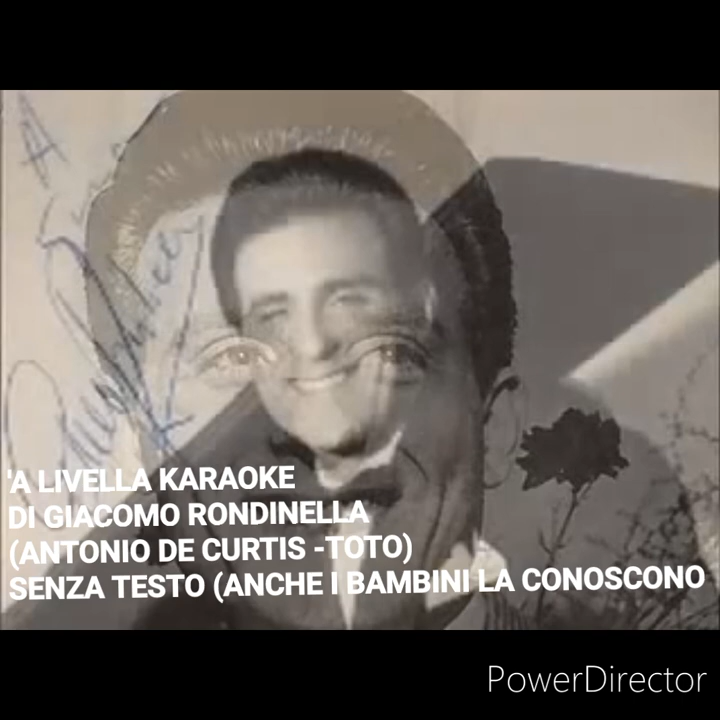 'A LIVELLA KARAOKE
DI GIACOMO RONDINELLA
(ANTONIO DE CURTIS -TOTO)
SENZA TESTO (ANCHE I BAMBINI LA CONOSCONO
PowerDirector